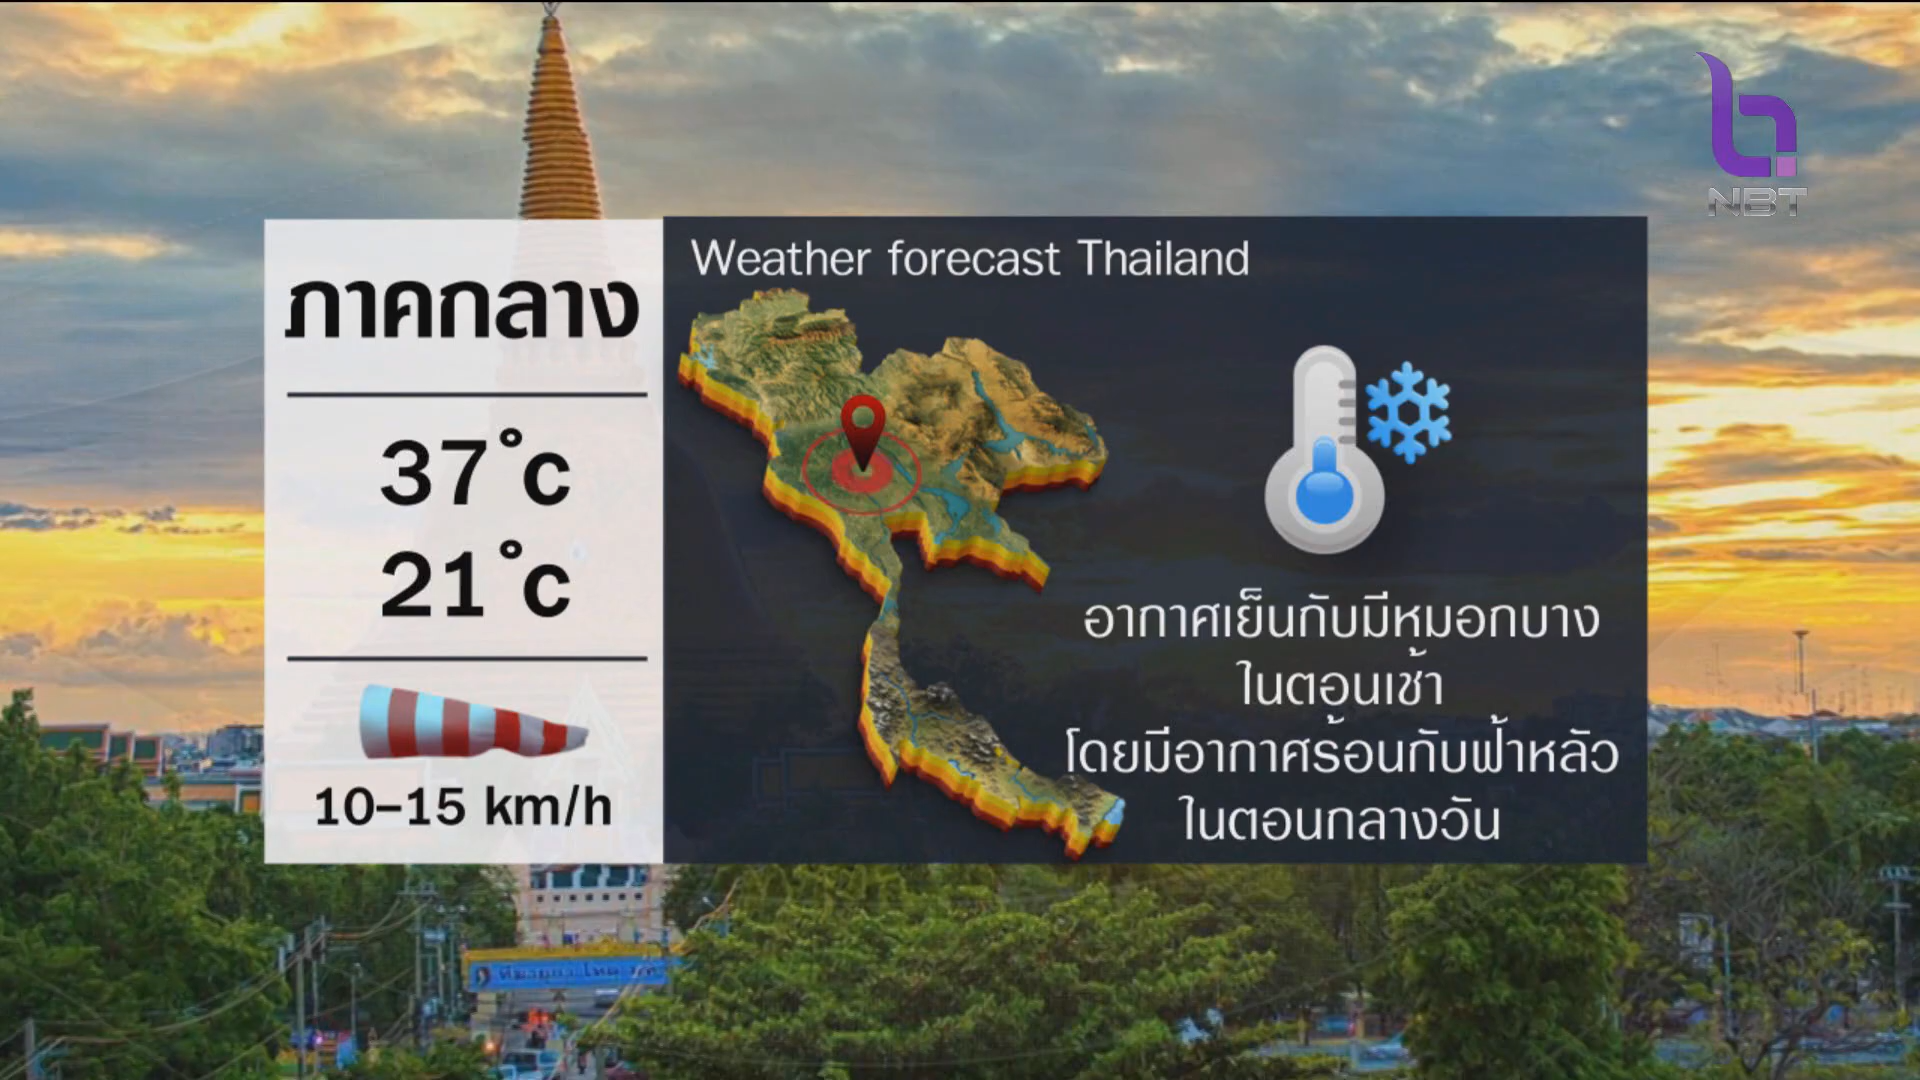 NBT
Weather forecast Thailand
ภาคกลาง
37°c
21°c
10-15 km/h
อากาศเย็นกับมีหมอกบาง
ในตอนเช้า
โดยมีอากาศร้อนกับฟ้าหลัว
ในตอนกลางวัน